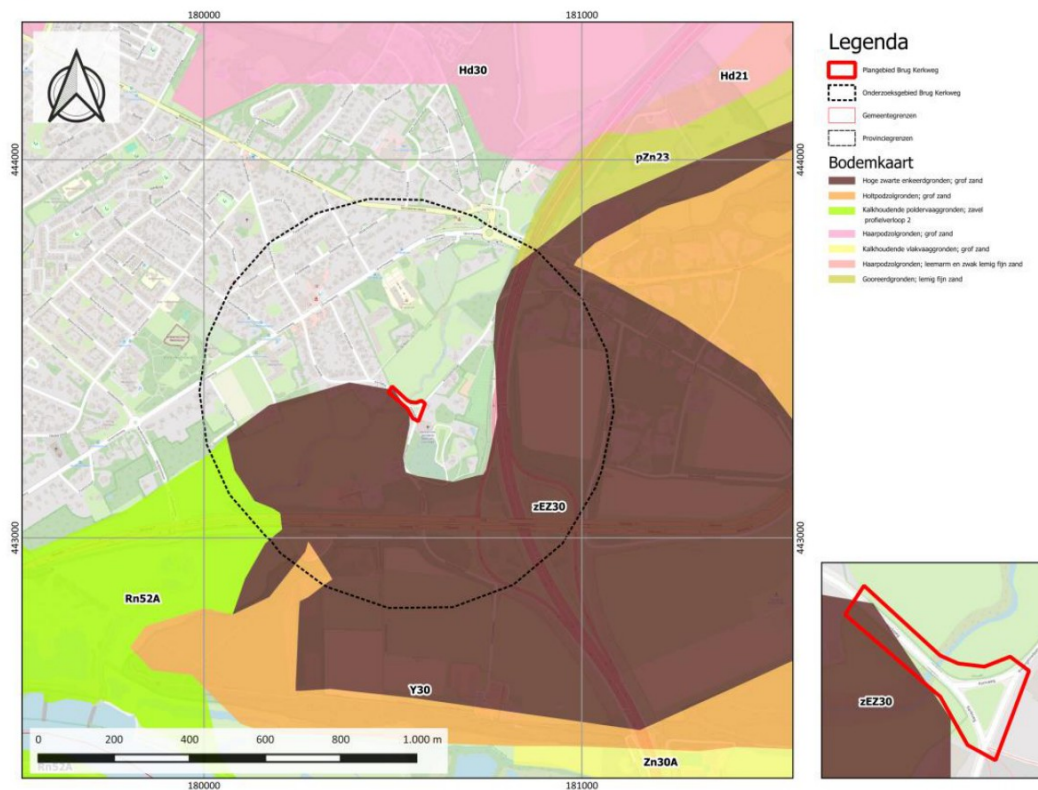 180000
181000
Hd30
Hd21
pZn23
444000
444000
zEZ30
443000
443000
Rn52A
Y30
Zn30A
0 200 400 600 800 1.000 m
Rn52A
180000
181000
Legenda
Plangebied Brug Kerkweg
Onderzoeksgebied Brug Kerkweg
Gemeentegrenzen
Provinciegrenzen
Bodemkaart
Hoge zwarte enkeerdgronden; grof zand
Holtpodzolgronden; grof zand
Kalkhoudende poldervaaggronden; zavel
profielverloop 2
Haarpodzolgronden; grof zand
Kalkhoudende vlakvaaggronden; grof zand
Haarpodzolgronden; leemarm en zwak lemig fijn zand
Gooreerdgronden; lemig fijn zand
zEZ30